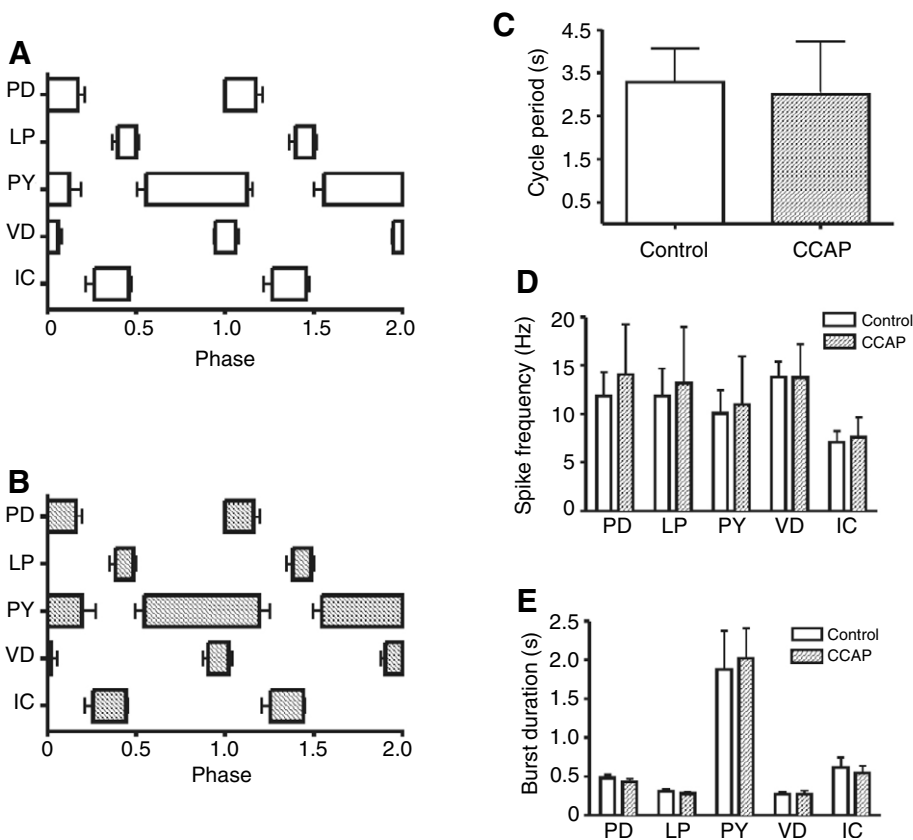 A
PD
LP
PY
VD
IC
0 0.5 1.0 1.5 2.0
Phase
B
PD
LP
PY
VD
IC
0 0.5 1.0 1.5 2.0
Phase
C
Cycle period (s)
4.5
3.5
2.5
1.5
0.5
Control CCAP
D
Spike frequency (Hz)
20
15
10
5
0
Control
CCAP
PD LP PY VD IC
E
Burst duration (s)
2.5
2.0
1.5
1.0
0.5
0
Control
CCAP
PD LP PY VD IC